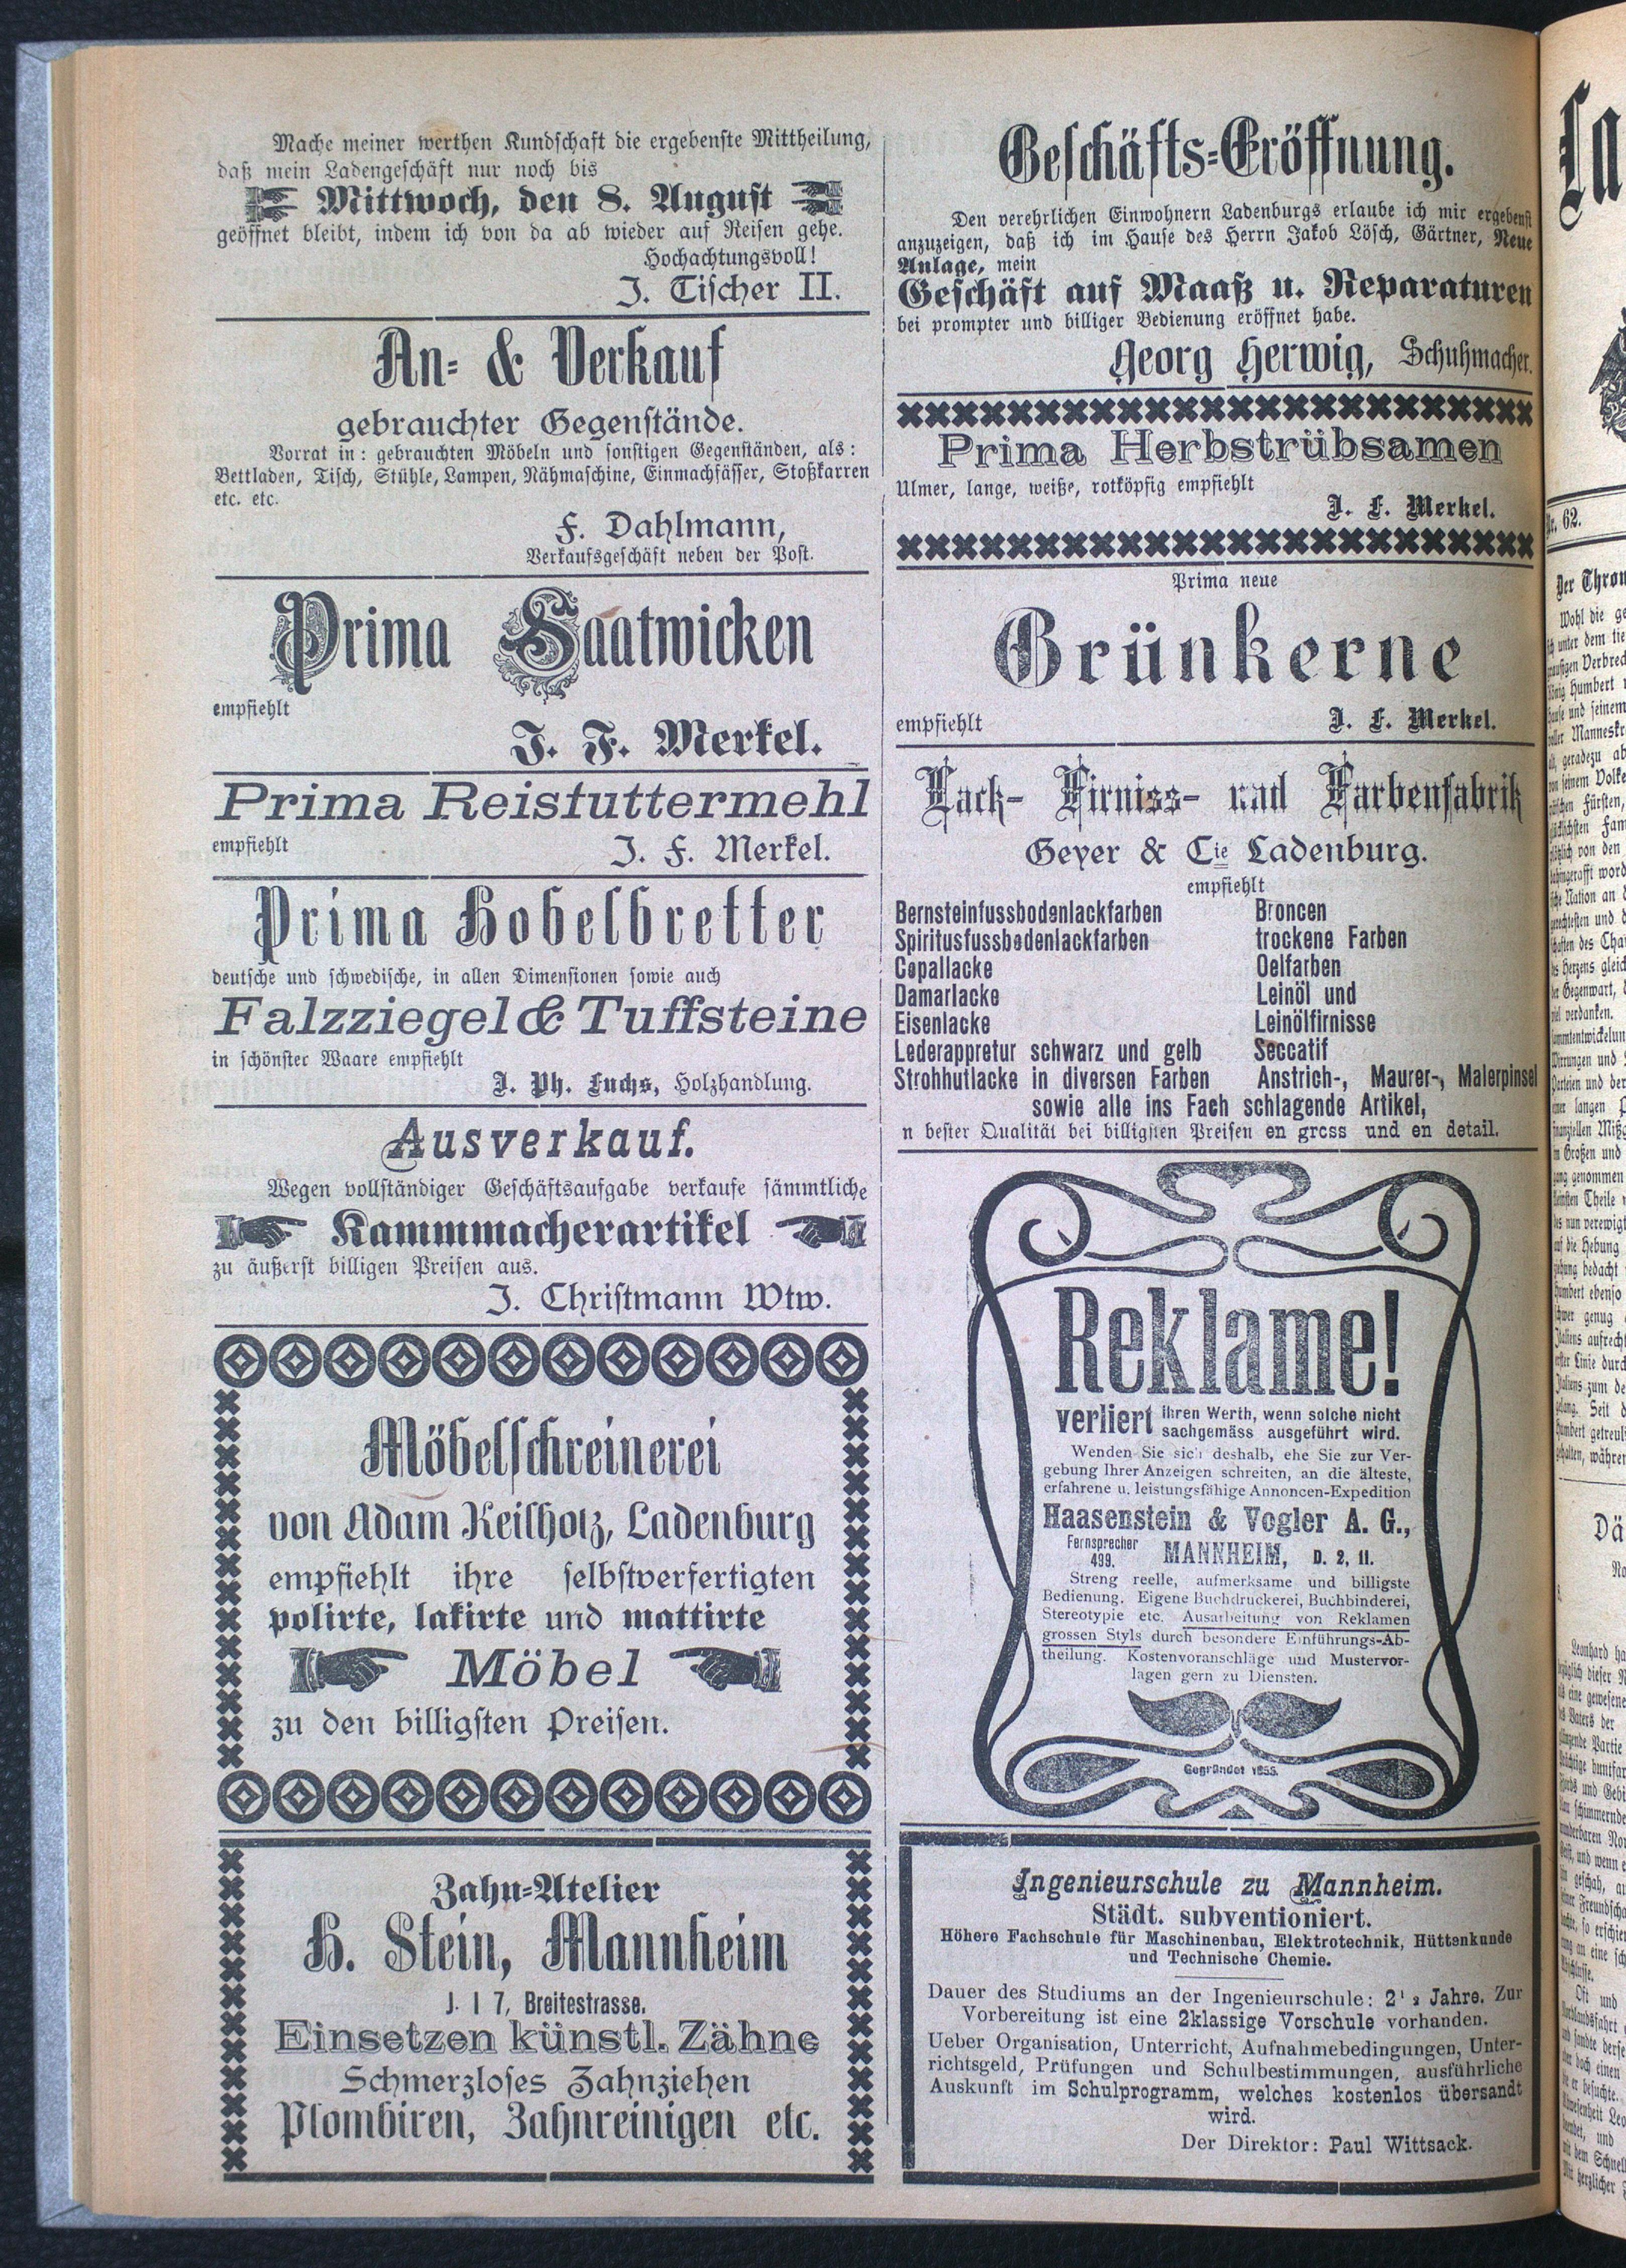 Mache meiner werthen Kundschaft die ergebenste Mittheilung,
daß mein Ladengeschäft nur noch bis
Mittwoch, den 8. August
geöffnet bleibt, indem ich von da ab wieder auf Reisen gehe.
Hochachtungsvoll!
J. Tischer II.
An- & Verkauf
gebrauchter Gegenstände.
Vorrat in: gebrauchten Möbeln und sonstigen Gegenständen, als:
Bettladen, Tisch, Stühle, Lampen, Nähmaschine, Einmachfässer, Stoßkarren
etc. etc.
F. Dahlmann,
Verkaufsgeschäft neben der Post.
Prima Saatwicken
empfiehlt
J. F. Merkel.
Prima Reisfuttermehl
empfiehlt J. F. Merkel.
Prima Hobelbretter
deutsche und schwedische, in allen Dimensionen sowie auch
Falzziegel & Tuffsteine
in schönster Waare empfiehlt
J. Ph. Fuchs, Holzhandlung.
Ausverkauf.
Wegen vollständiger Geschäftsaufgabe verkaufe sämmtliche
Kammmacherartikel
zu äußerst billigen Preisen aus.
J. Christmann Wtw.
Möbelschreinerei
von Adam Keilholz, Ladenburg
empfiehlt ihre selbstverfertigten
polirte, lakirte und mattirte
Möbel
zu den billigsten Preisen.
Zahn-Atelier
H. Stein, Mannheim
J. 1 7, Breitestrasse.
Einsetzen künstl. Zähne
Schmerzloses Zahnziehen
Plombiren, Zahnreinigen etc.
Geschäfts-Eröffnung.
Den verehrlichen Einwohnern Ladenburgs erlaube ich mir ergebenst
anzuzeigen, daß ich im Hause des Herrn Jakob Lösch, Gärtner, Neue
Anlage, mein
Geschäft auf Maaß u. Reparaturen
bei prompter und billiger Bedienung eröffnet habe.
Georg Herwig, Schuhmacher.
Prima Herbstrübsamen
Ulmer, lange, weiße, rotköpfig empfiehlt
J. F. Merkel.
Prima neue
Grünkerne
empfiehlt J. F. Merkel.
Lack- Firniss- und Farbenfabrik
Geyer & Cie Ladenburg.
empfiehlt
Bernsteinfussbodenlackfarben Broncen
Spiritusfussbodenlackfarben trockene Farben
Copallacke Oelfarben
Damarlacke Leinöl und
Eisenlacke Leinölfirnisse
Lederappretur schwarz und gelb Seccatif
Strohhutlacke in diversen Farben Anstrich-, Maurer-, Malerpinsel
sowie alle ins Fach schlagende Artikel,
n bester Qualität bei billigsten Preisen en gross und en detail.
Reklame!
verliert ihren Werth, wenn solche nicht
sachgemäss ausgeführt wird.
Wenden Sie sich deshalb, ehe Sie zur Ver-
gebung Ihrer Anzeigen schreiten, an die älteste,
erfahrene u. leistungsfähige Annoncen-Expedition
Haasenstein & Vogler A. G.,
Fernsprecher
499. MANNHEIM, D. 2, 11.
Streng reelle, aufmerksame und billigste
Bedienung. Eigene Buchdruckerei, Buchbinderei,
Stereotypie etc. Ausarbeitung von Reklamen
grossen Styls durch besondere Einführungs-Ab-
theilung. Kostenvoranschläge und Mustervor-
lagen gern zu Diensten.
Gegründet 1855.
Ingenieurschule zu Mannheim.
Städt. subventioniert.
Höhere Fachschule für Maschinenbau, Elektrotechnik, Hüttenkunde
und Technische Chemie.
Dauer des Studiums an der Ingenieurschule: 2½ Jahre. Zur
Vorbereitung ist eine 2klassige Vorschule vorhanden.
Ueber Organisation, Unterricht, Aufnahmebedingungen, Unter-
richtsgeld, Prüfungen und Schulbestimmungen, ausführliche
Auskunft im Schulprogramm, welches kostenlos übersandt
wird.
Der Direktor: Paul Wittsack.
La
Nr. 62.